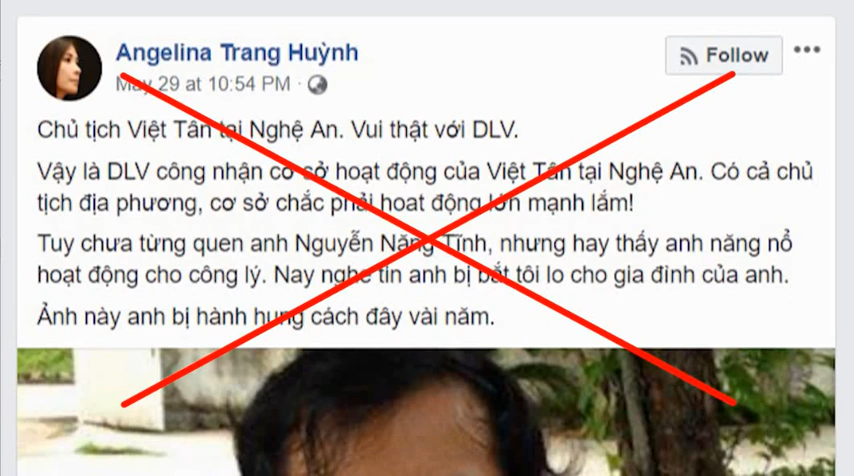 Angelina Trang Huỳnh
Follow
May 29 at 10:54 PM
Chủ tịch Việt Tân tại Nghệ An. Vui thật với DLV.
Vậy là DLV công nhận cơ sở hoạt động của Việt Tân tại Nghệ An. Có cả chủ
tịch địa phương, cơ sở chắc phải hoat động lớn mạnh lắm!
Tuy chưa từng quen anh Nguyễn Năng Tĩnh, nhưng hay thấy anh năng nổ
hoạt động cho công lý. Nay nghe tin anh bị bắt tôi lo cho gia đình của anh.
Ảnh này anh bị hành hung cách đây vài năm.